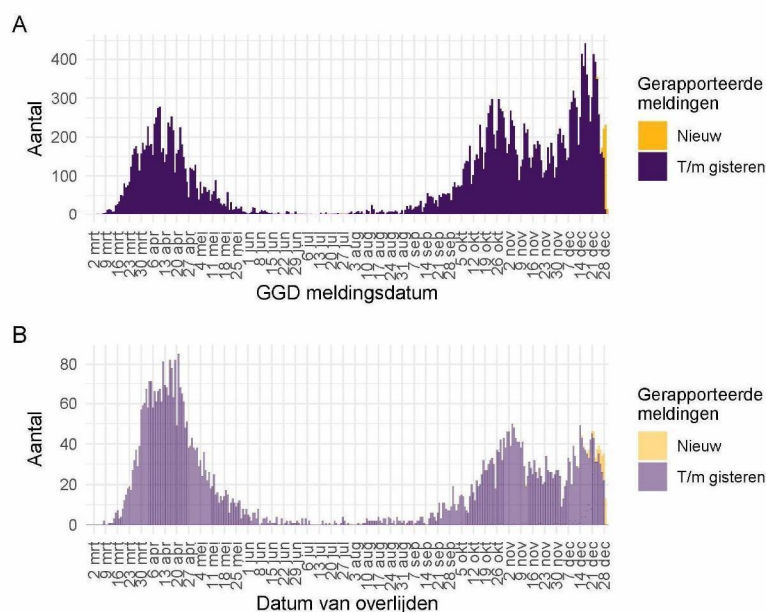 A
Aantal
400
300
200
100
0
2 mrt
9 mrt
16 mrt
23 mrt
30 mrt
6 apr
13 apr
20 apr
27 apr
4 mei
11 mei
18 mei
25 mei
1 jun
8 jun
15 jun
22 jun
29 jun
6 jul
13 jul
20 jul
27 jul
3 aug
10 aug
17 aug
24 aug
31 aug
7 sep
14 sep
21 sep
28 sep
5 okt
12 okt
19 okt
26 okt
2 nov
9 nov
16 nov
23 nov
30 nov
7 dec
14 dec
21 dec
28 dec
GGD meldingsdatum
Gerapporteerde
meldingen
Nieuw
T/m gisteren
B
Aantal
80
60
40
20
0
2 mrt
9 mrt
16 mrt
23 mrt
30 mrt
6 apr
13 apr
20 apr
27 apr
4 mei
11 mei
18 mei
25 mei
1 jun
8 jun
15 jun
22 jun
29 jun
6 jul
13 jul
20 jul
27 jul
3 aug
10 aug
17 aug
24 aug
31 aug
7 sep
14 sep
21 sep
28 sep
5 okt
12 okt
19 okt
26 okt
2 nov
9 nov
16 nov
23 nov
30 nov
7 dec
14 dec
21 dec
28 dec
Datum van overlijden
Gerapporteerde
meldingen
Nieuw
T/m gisteren